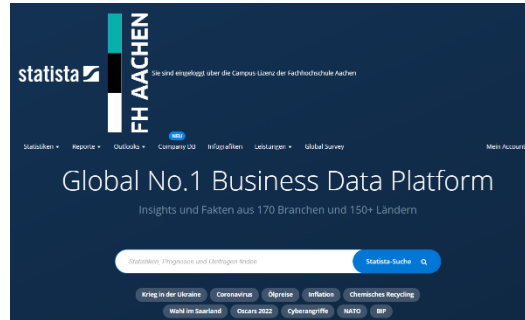 statista
FH AACHEN
Sie sind eingeloggt über die Campus-Lizenz der Fachhochschule Aachen
NEU
Statistiken Reporte Outlooks Company DB Infografiken Leistungen Global Survey Mein Account
Global No.1 Business Data Platform
Insights und Fakten aus 170 Branchen und 150+ Ländern
Statistiken, Prognosen und Umfragen finden Statista-Suche
Krieg in der Ukraine Coronavirus Ölpreise Inflation Chemisches Recycling
Wahl im Saarland Oscars 2022 Cyberangriffe NATO BIP